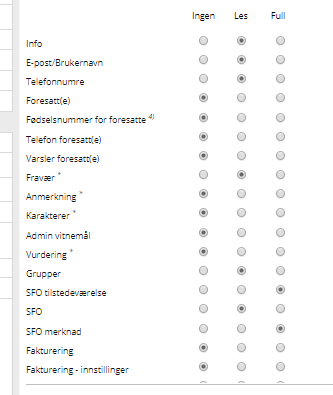 Ingen Les Full
Info
E-post/Brukernavn
Telefonnumre
Foresatt(e)
Fødselsnummer for foresatte 4)
Telefon foresatt(e)
Varsler foresatt(e)
Fravær *
Anmerkning *
Karakterer *
Admin vitnemål
Vurdering *
Grupper
SFO tilstedeværelse
SFO
SFO merknad
Fakturering
Fakturering - innstillinger